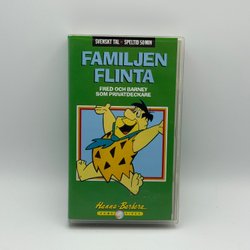 SVENSKT TAL • SPELTID 50 MIN
FAMILJEN
FLINTA
FRED OCH BARNEY
SOM PRIVATDECKARE
Hanna-Barbera